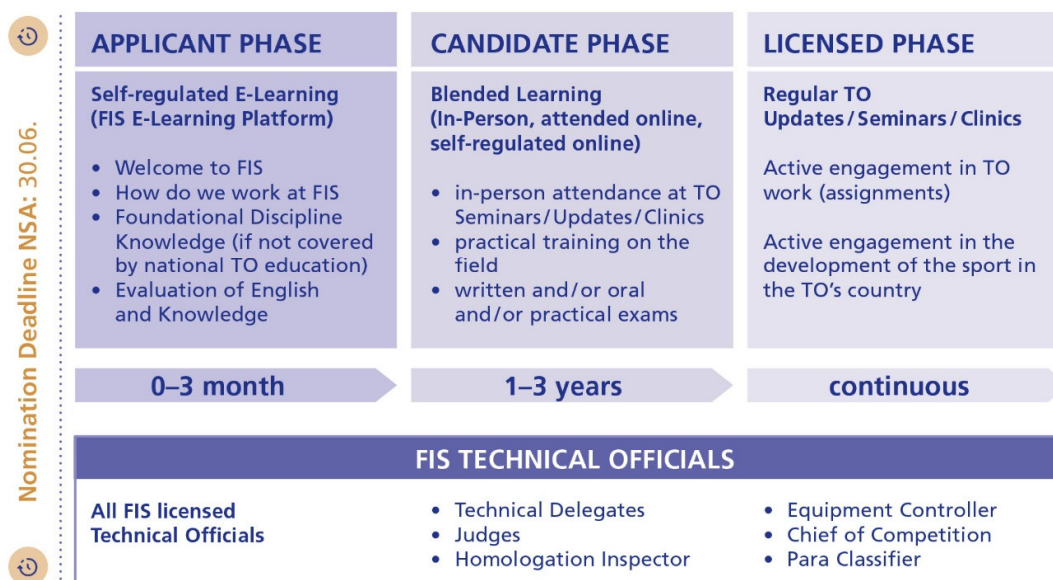 Nomination Deadline NSA: 30.06.
APPLICANT PHASE
Self-regulated E-Learning
(FIS E-Learning Platform)
• Welcome to FIS
• How do we work at FIS
• Foundational Discipline
Knowledge (if not covered
by national TO education)
• Evaluation of English
and Knowledge
0–3 month
CANDIDATE PHASE
Blended Learning
(In-Person, attended online,
self-regulated online)
• in-person attendance at TO
Seminars/Updates/Clinics
• practical training on the
field
• written and/or oral
and/or practical exams
1–3 years
LICENSED PHASE
Regular TO
Updates/Seminars/Clinics
Active engagement in TO
work (assignments)
Active engagement in the
development of the sport in
the TO’s country
continuous
FIS TECHNICAL OFFICIALS
All FIS licensed
Technical Officials
• Technical Delegates
• Judges
• Homologation Inspector
• Equipment Controller
• Chief of Competition
• Para Classifier